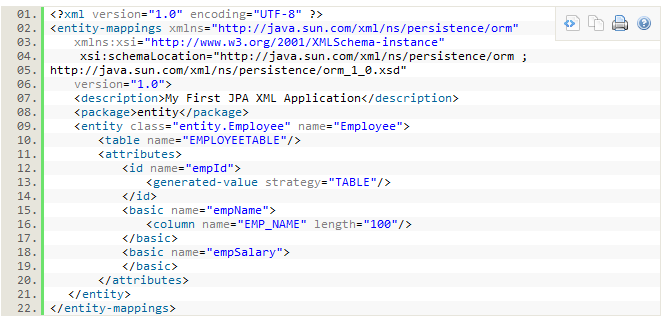 01. <?xml version="1.0" encoding="UTF-8" ?>
02. <entity-mappings xmlns="http://java.sun.com/xml/ns/persistence/orm"
03. xmlns:xsi="http://www.w3.org/2001/XMLSchema-instance"
04. xsi:schemaLocation="http://java.sun.com/xml/ns/persistence/orm ;
05. http://java.sun.com/xml/ns/persistence/orm_1_0.xsd"
06. version="1.0">
07. <description>My First JPA XML Application</description>
08. <package>entity</package>
09. <entity class="entity.Employee" name="Employee">
10. <table name="EMPLOYEETABLE"/>
11. <attributes>
12. <id name="empId">
13. <generated-value strategy="TABLE"/>
14. </id>
15. <basic name="empName">
16. <column name="EMP_NAME" length="100"/>
17. </basic>
18. <basic name="empSalary">
19. </basic>
20. </attributes>
21. </entity>
22. </entity-mappings>